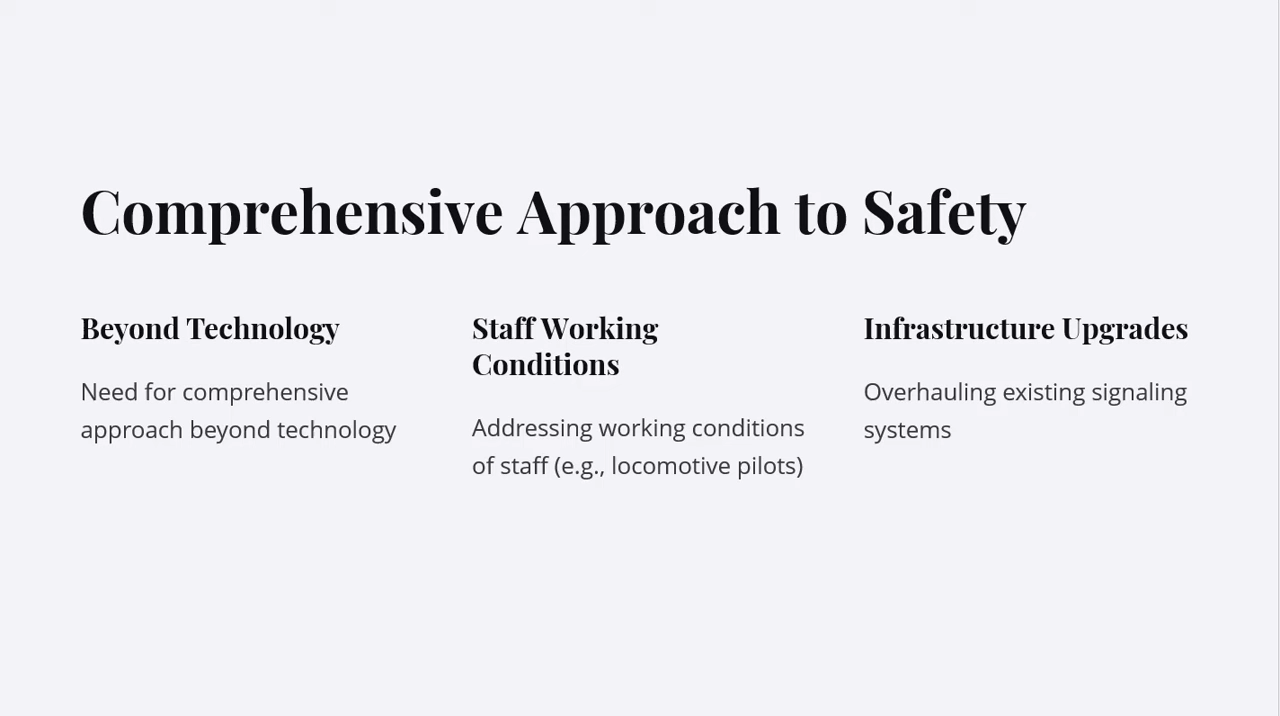 Comprehensive Approach to Safety
Beyond Technology
Need for comprehensive
approach beyond technology
Staff Working
Conditions
Addressing working conditions
of staff (e.g., locomotive pilots)
Infrastructure Upgrades
Overhauling existing signaling
systems